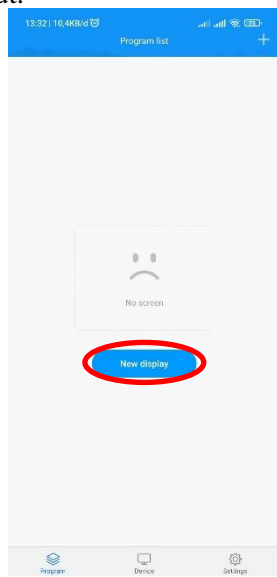 13:32 | 10,4KB/d
Program list
No screen
New display
Program
Device
Settings